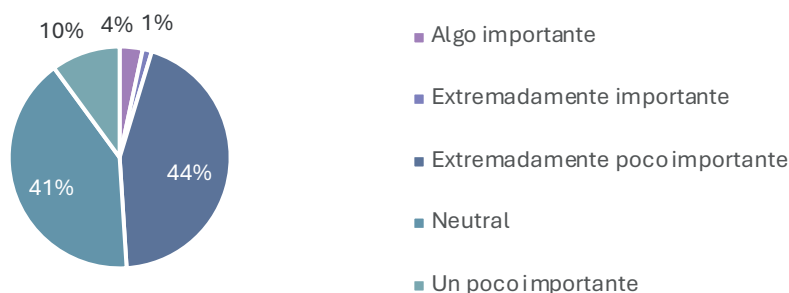 10% 4% 1%
44%
41%
Algo importante
Extremadamente importante
Extremadamente poco importante
Neutral
Un poco importante